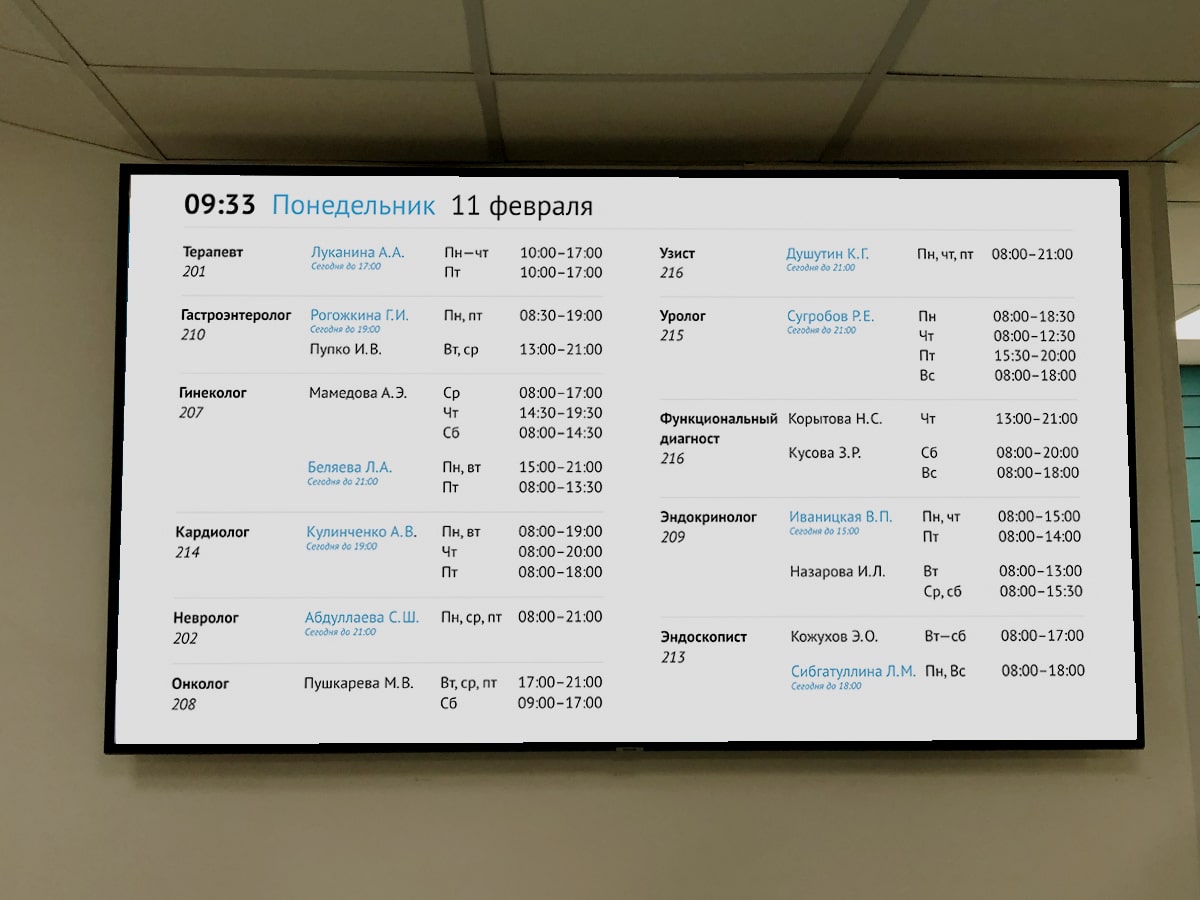 09:33 Понедельник 11 февраля
Терапевт Луканина А.А. Пн—чт 10:00–17:00
201 Сегодня до 17:00 Пт 10:00–17:00
Гастроэнтеролог Рогожкина Г.И. Пн, пт 08:30–19:00
210 Сегодня до 19:00
Пупко И.В. Вт, ср 13:00–21:00
Гинеколог Мамедова А.Э. Ср 08:00–17:00
207 Чт 14:30–19:30
Сб 08:00–14:30
Беляева Л.А. Пн, вт 15:00–21:00
Сегодня до 21:00 Пт 08:00–13:30
Кардиолог Кулинченко А.В. Пн, вт 08:00–19:00
214 Сегодня до 19:00 Чт 08:00–20:00
Пт 08:00–18:00
Невролог Абдуллаева С.Ш. Пн, ср, пт 08:00–21:00
202 Сегодня до 21:00
Онколог Пушкарева М.В. Вт, ср, пт 17:00–21:00
208 Сб 09:00–17:00
Узист Душутин К.Г. Пн, чт, пт 08:00–21:00
216 Сегодня до 21:00
Уролог Сугробов Р.Е. Пн 08:00–18:30
215 Сегодня до 21:00 Чт 08:00–12:30
Пт 15:30–20:00
Вс 08:00–18:00
Функциональный Корытова Н.С. Чт 13:00–21:00
диагност
216 Кусова З.Р. Сб 08:00–20:00
Вс 08:00–18:00
Эндокринолог Иваницкая В.П. Пн, чт 08:00–15:00
209 Сегодня до 15:00 Пт 08:00–14:00
Назарова И.Л. Вт 08:00–13:00
Ср, сб 08:00–15:30
Эндоскопист Кожухов Э.О. Вт—сб 08:00–17:00
213
Сибгатуллина Л.М. Пн, Вс 08:00–18:00
Сегодня до 18:00